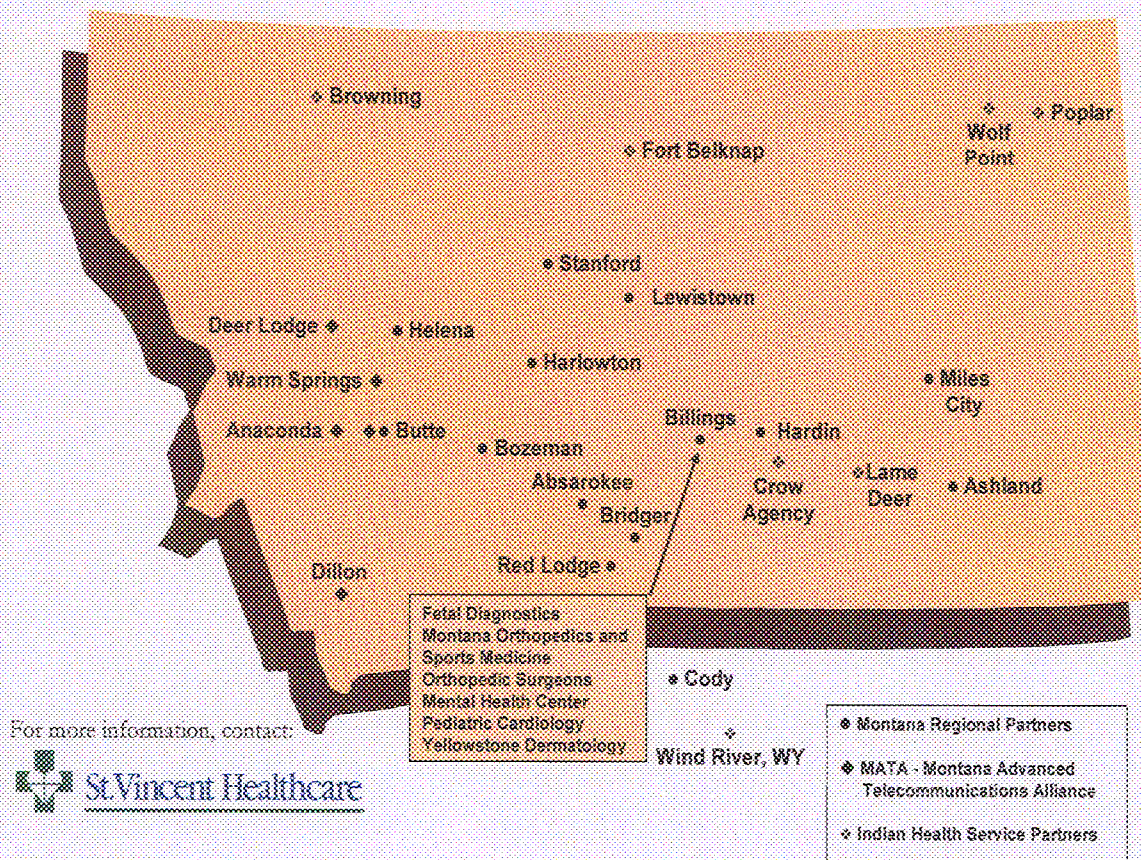 Browning
Poplar
Wolf
Point
Fort Belknap
Stanford
Lewistown
Deer Lodge
Helena
Harlowton
Warm Springs
Miles
City
Billings
Anaconda
Butte
Hardin
Bozeman
Absarokee
Crow
Agency
Lame
Deer
Ashland
Bridger
Red Lodge
Dillon
Fetal Diagnostics
Montana Orthopedics and
Sports Medicine
Orthopedic Surgeons
Mental Health Center
Pediatric Cardiology
Yellowstone Dermatology
Cody
Wind River, WY
For more information, contact:
St.Vincent Healthcare
Montana Regional Partners
MATA - Montana Advanced
Telecommunications Alliance
Indian Health Service Partners